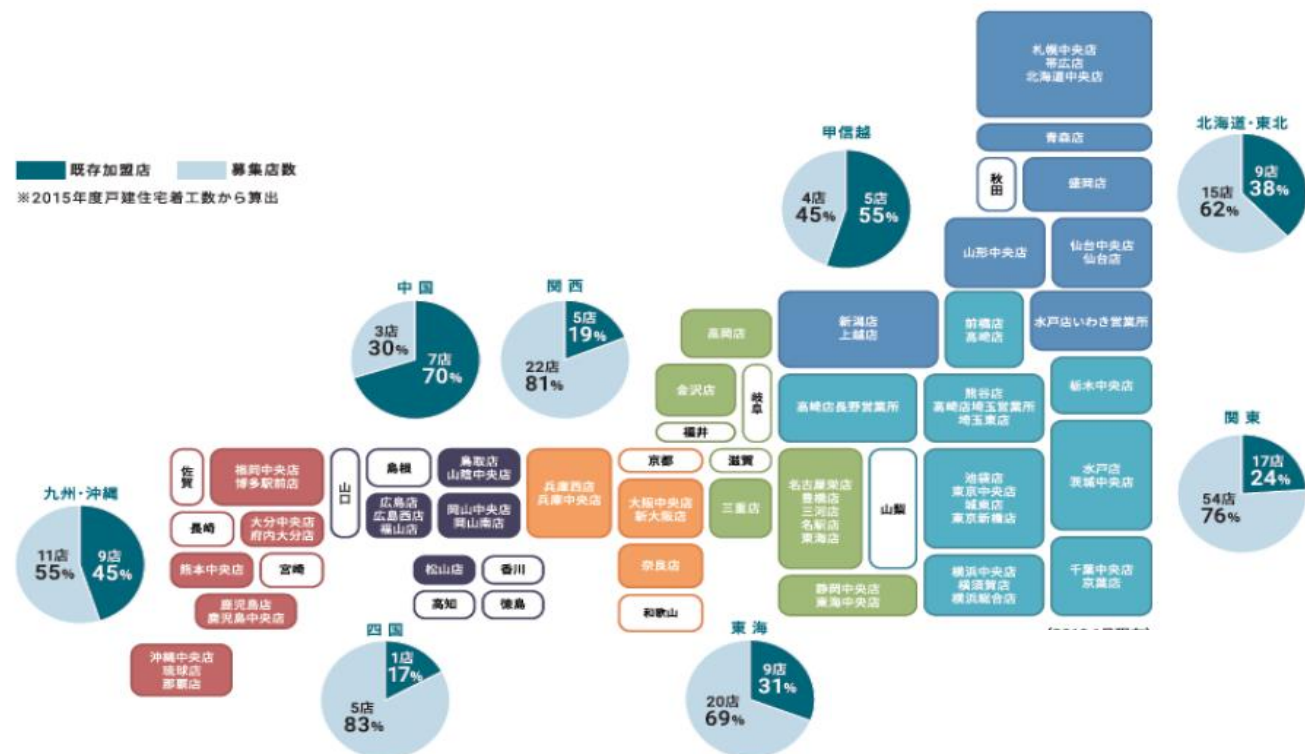 既存加盟店
募集店数
※2015年度戸建住宅着工数から算出
札幌中央店
帯広店
北海道中央店
青森店
秋田
盛岡店
山形中央店
仙台中央店
仙台店
北海道・東北
9店
38%
15店
62%
甲信越
5店
55%
4店
45%
新潟店
上越店
前橋店
高崎店
水戸店いわき営業所
中国
3店
30%
7店
70%
関西
5店
19%
22店
81%
高岡店
金沢店
岐阜
福井
高崎店長野営業所
熊谷店
高崎店埼玉営業所
埼玉東店
栃木中央店
関東
17店
24%
54店
76%
九州・沖縄
11店
55%
9店
45%
佐賀
福岡中央店
博多駅前店
長崎
大分中央店
府内大分店
熊本中央店
宮崎
鹿児島店
鹿児島中央店
沖縄中央店
琉球店
那覇店
山口
島根
鳥取店
山陰中央店
広島店
広島西店
福山店
岡山中央店
岡山南店
松山店
香川
高知
徳島
兵庫西店
兵庫中央店
京都
大阪中央店
新大阪店
奈良店
和歌山
滋賀
三重店
名古屋栄店
豊橋店
三河店
名駅店
東海店
山梨
静岡中央店
東海中央店
池袋店
東京中央店
城東店
東京新橋店
横浜中央店
横須賀店
横浜総合店
水戸店
茨城中央店
千葉中央店
京葉店
四国
1店
17%
5店
83%
東海
9店
31%
20店
69%